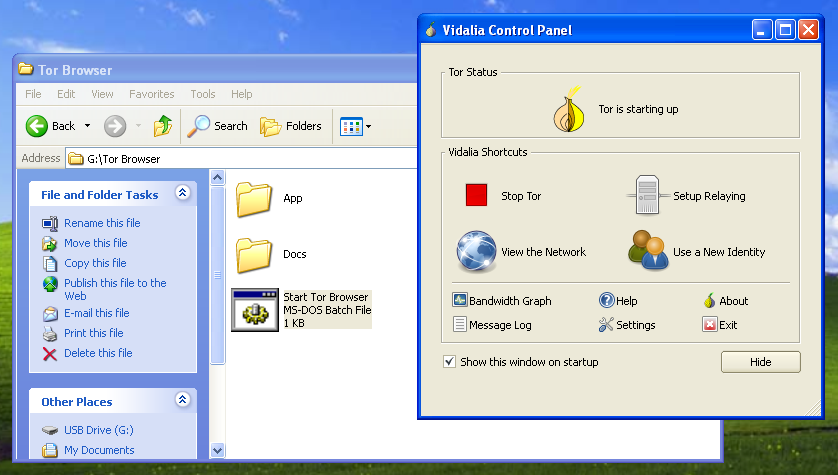 Tor Browser
File Edit View Favorites Tools Help
Back Search Folders
Address G:\Tor Browser
File and Folder Tasks
Rename this file
Move this file
Copy this file
Publish this file to the
Web
E-mail this file
Print this file
Delete this file
Other Places
USB Drive (G:)
My Documents
App
Docs
Start Tor Browser
MS-DOS Batch File
1 KB
Vidalia Control Panel
Tor Status
Tor is starting up
Vidalia Shortcuts
Stop Tor Setup Relaying
View the Network Use a New Identity
Bandwidth Graph Help About
Message Log Settings Exit
Show this window on startup Hide